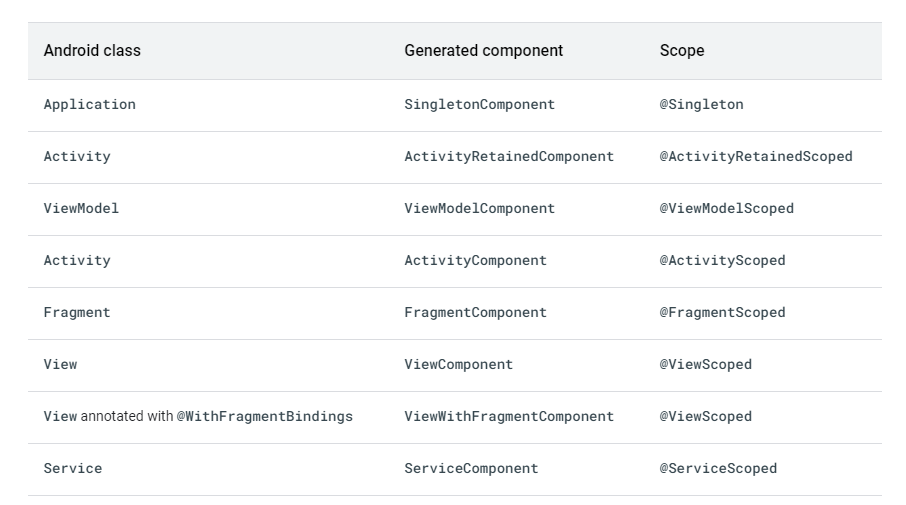 Android class Generated component Scope
Application SingletonComponent @Singleton
Activity ActivityRetainedComponent @ActivityRetainedScoped
ViewModel ViewModelComponent @ViewModelScoped
Activity ActivityComponent @ActivityScoped
Fragment FragmentComponent @FragmentScoped
View ViewComponent @ViewScoped
View annotated with @WithFragmentBindings ViewWithFragmentComponent @ViewScoped
Service ServiceComponent @ServiceScoped